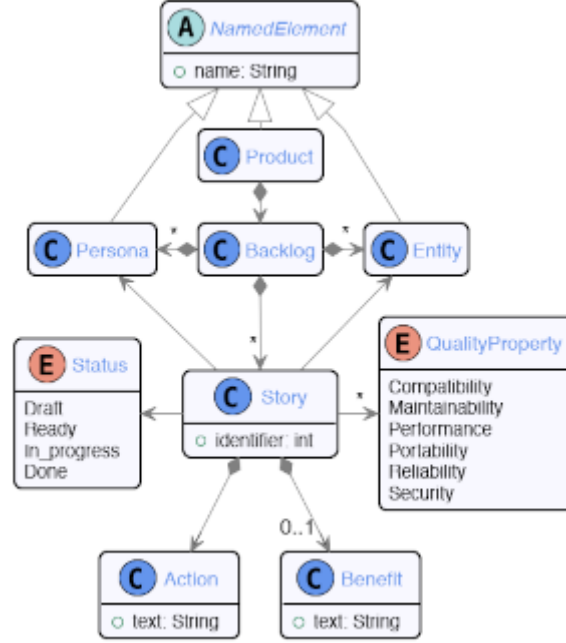 A NamedElement
name: String
C Product
*
*
C Persona
C Backlog
C Entity
*
E Status
Draft
Ready
In_progress
Done
C Story
identifier: int
*
E QualityProperty
Compatibility
Maintainability
Performance
Portability
Reliability
Security
0..1
C Action
text: String
C Benefit
text: String